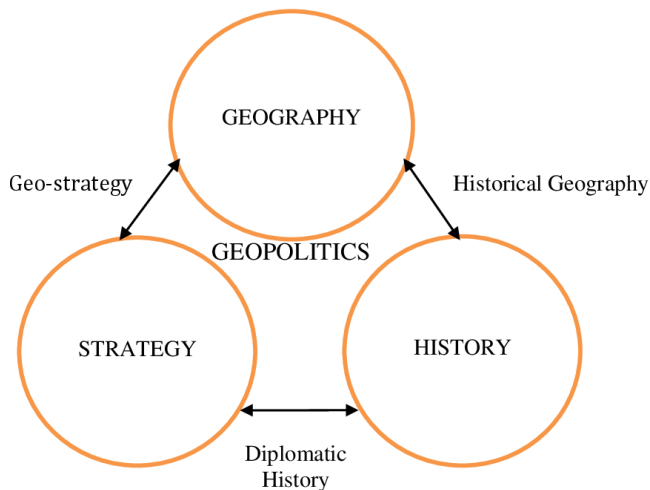 GEOGRAPHY
Geo-strategy
Historical Geography
GEOPOLITICS
STRATEGY
HISTORY
Diplomatic
History